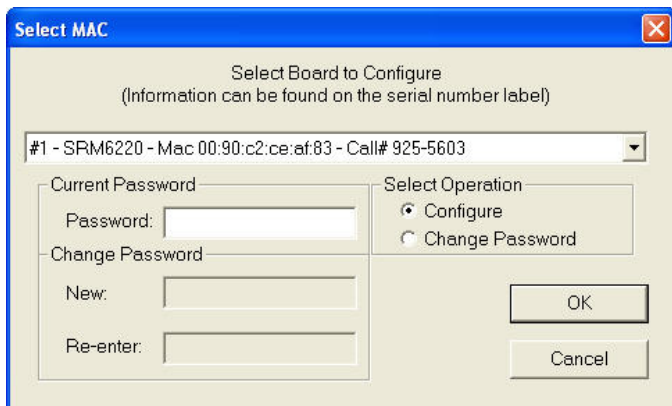 Select MAC
Select Board to Configure
(Information can be found on the serial number label)
#1 - SRM6220 - Mac 00:90:c2:ce:af:83 - Call# 925-5603
Current Password
Password:
Select Operation
Configure
Change Password
Change Password
New:
Re-enter:
OK
Cancel